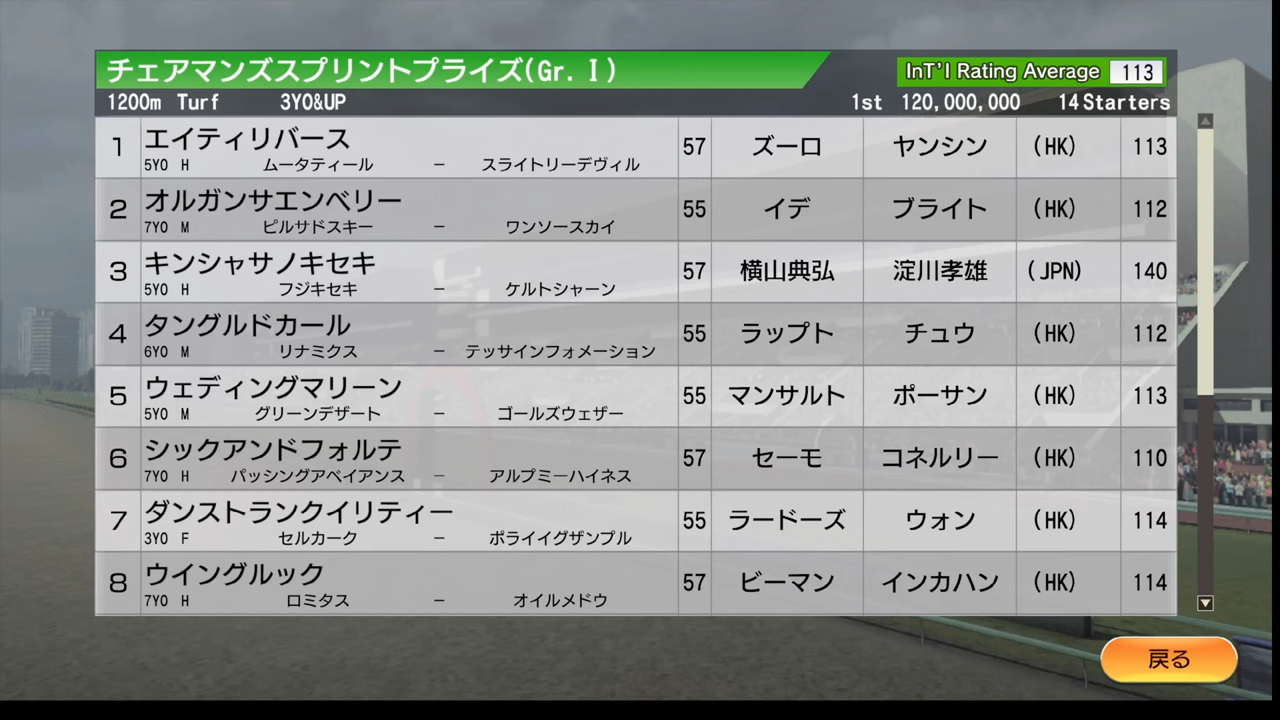 チェアマンズスプリントプライズ(Gr. I) InT'l Rating Average 113
1200m Turf 3YO&UP 1st 120,000,000 14Starters
1 エイティリバース 57 ズーロ ヤンシン (HK) 113
5YO H ムータティール － スライトリーデヴィル
2 オルガンサエンベリー 55 イデ ブライト (HK) 112
7YO M ピルサドスキー － ワンソースカイ
3 キンシャサノキセキ 57 横山典弘 淀川孝雄 (JPN) 140
5YO H フジキセキ － ケルトシャーン
4 タングルドカール 55 ラップト チュウ (HK) 112
6YO M リナミクス － テッサインフォメーション
5 ウェディングマリーン 55 マンサルト ポーサン (HK) 113
5YO M グリーンデザート － ゴールズウェザー
6 シックアンドフォルテ 57 セーモ コネルリー (HK) 110
7YO H パッシングアベイアンス － アルプミーハイネス
7 ダンストランクイリティー 55 ラードーズ ウォン (HK) 114
3YO F セルカーク － ポライイグザンプル
8 ウイングルック 57 ビーマン インカハン (HK) 114
7YO H ロミタス － オイルメドウ
戻る